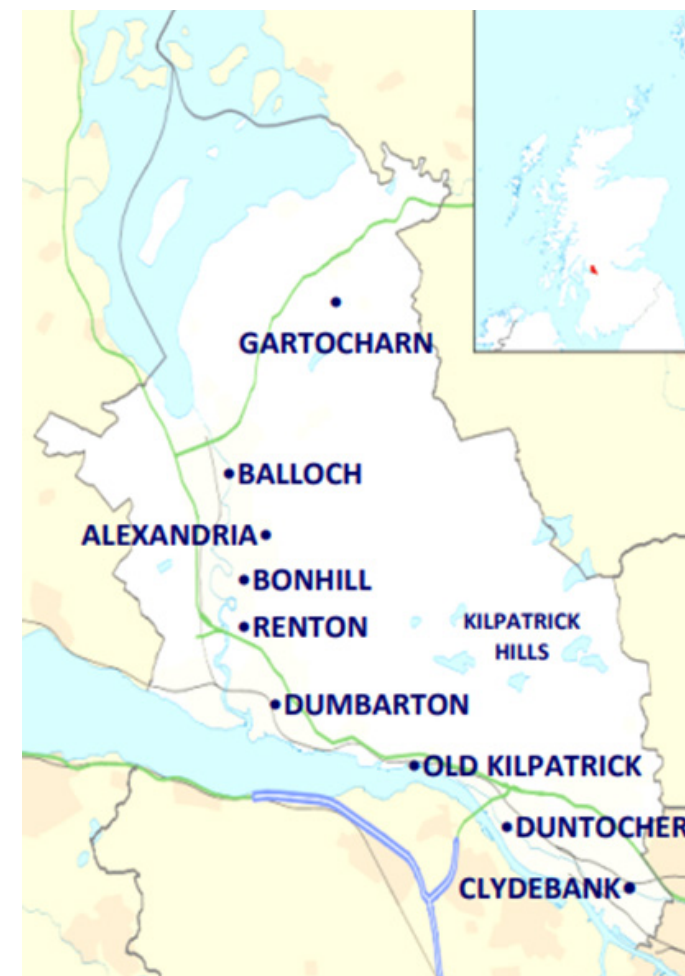 GARTOCHARN
BALLOCH
ALEXANDRIA
BONHILL
RENTON
KILPATRICK
HILLS
DUMBARTON
OLD KILPATRICK
DUNTOCHER
CLYDEBANK